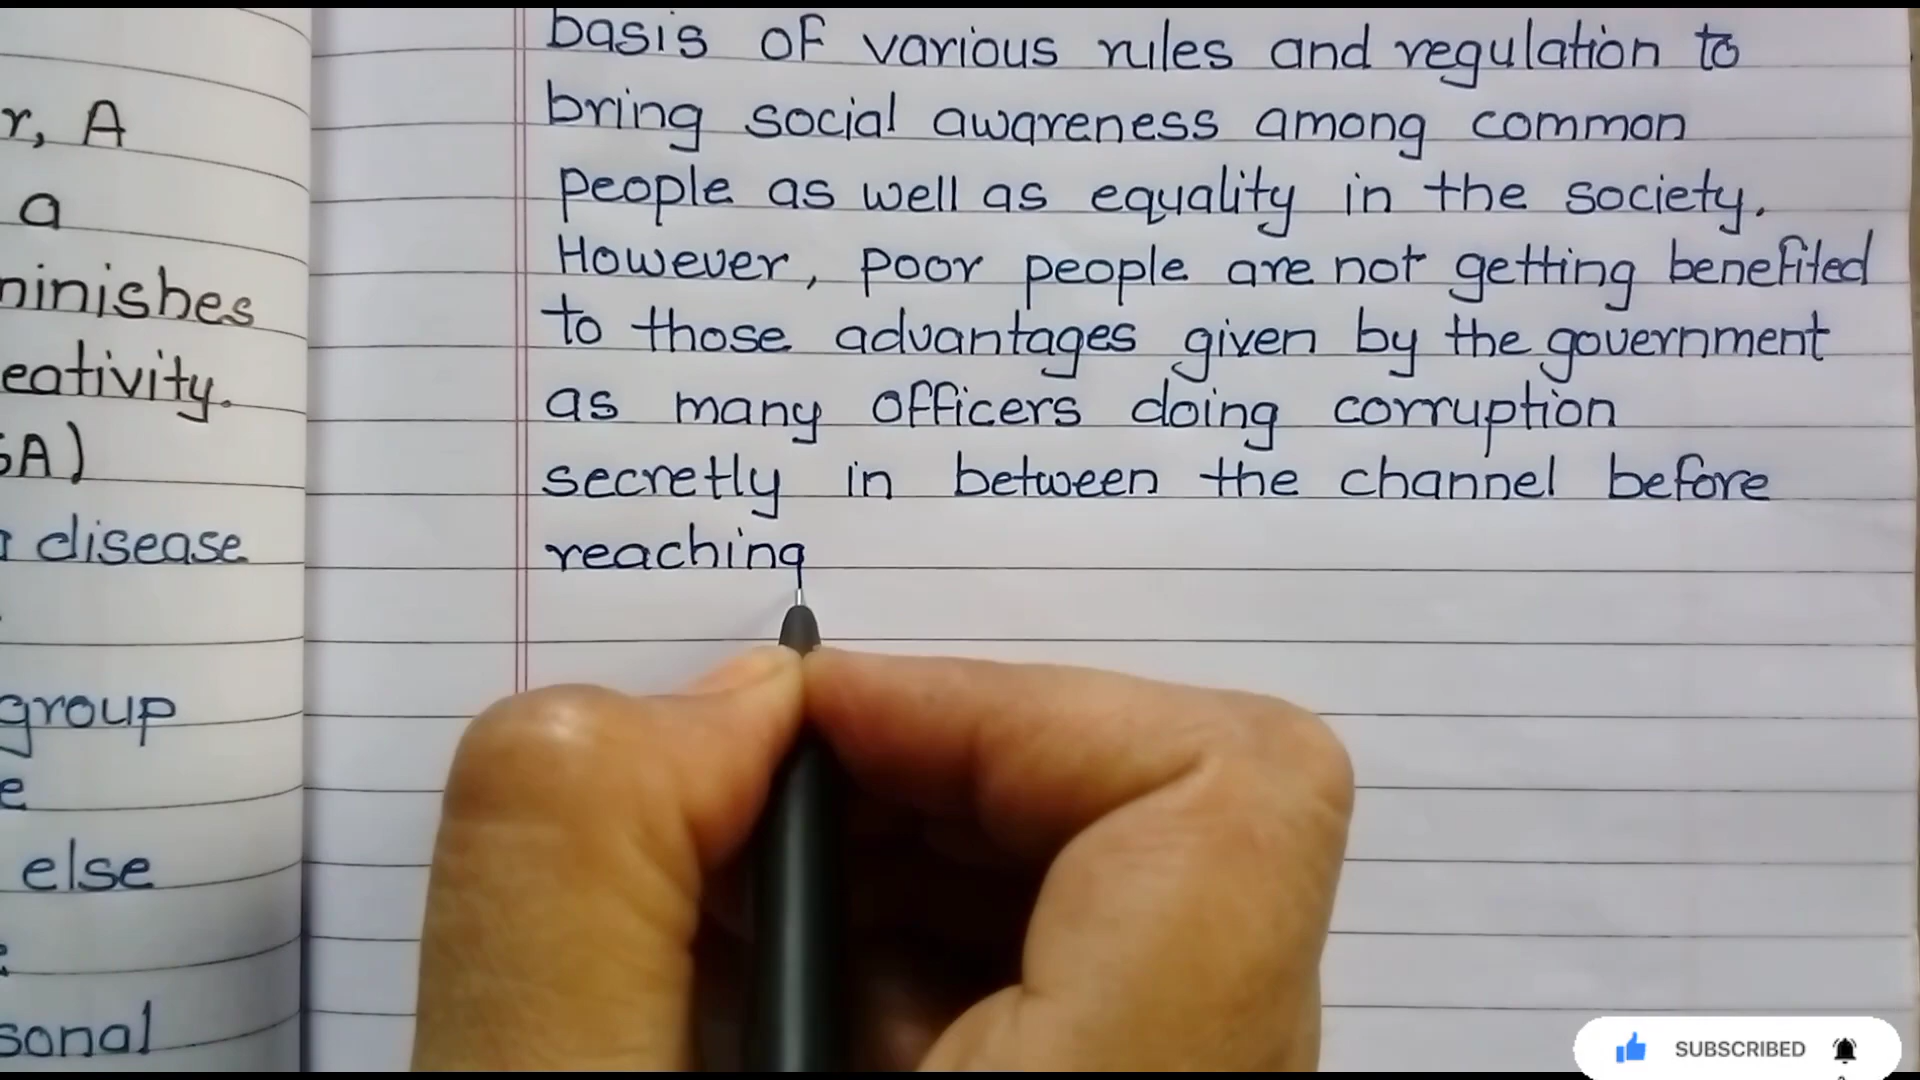 r, A
a
ninishes
eativity.
SA)
disease
group
e
else
sonal
basis of various rules and regulation to
bring social awareness among common
people as well as equality in the society.
However, poor people are not getting benefited
to those advantages given by the government
as many officers doing corruption
secretly in between the channel before
reaching
SUBSCRIBED